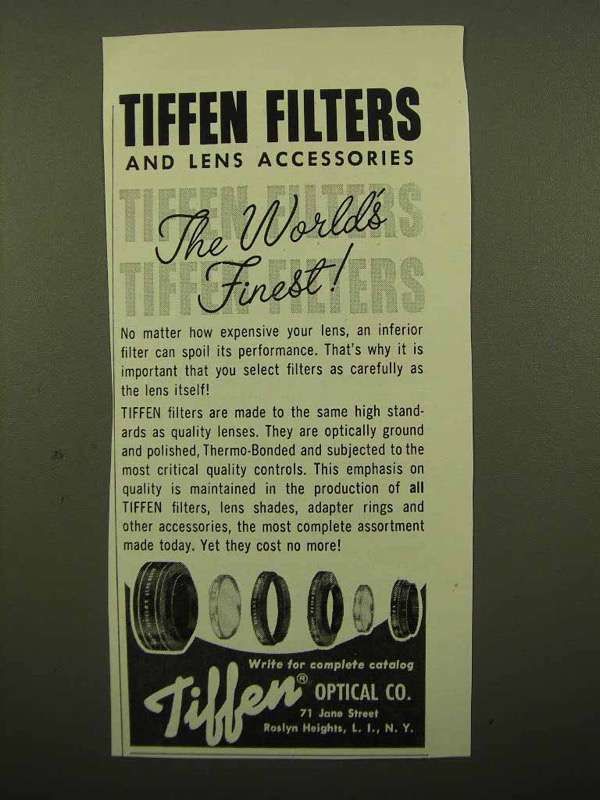 TIFFEN FILTERS
AND LENS ACCESSORIES
TIFFEN FILTERS
The World's
TIFFEN FILTERS
Finest!
No matter how expensive your lens, an inferior
filter can spoil its performance. That's why it is
important that you select filters as carefully as
the lens itself!
TIFFEN filters are made to the same high stand-
ards as quality lenses. They are optically ground
and polished, Thermo-Bonded and subjected to the
most critical quality controls. This emphasis on
quality is maintained in the production of all
TIFFEN filters, lens shades, adapter rings and
other accessories, the most complete assortment
made today. Yet they cost no more!
Write for complete catalog
Tiffen® OPTICAL CO.
71 Jane Street
Roslyn Heights, L. I., N. Y.